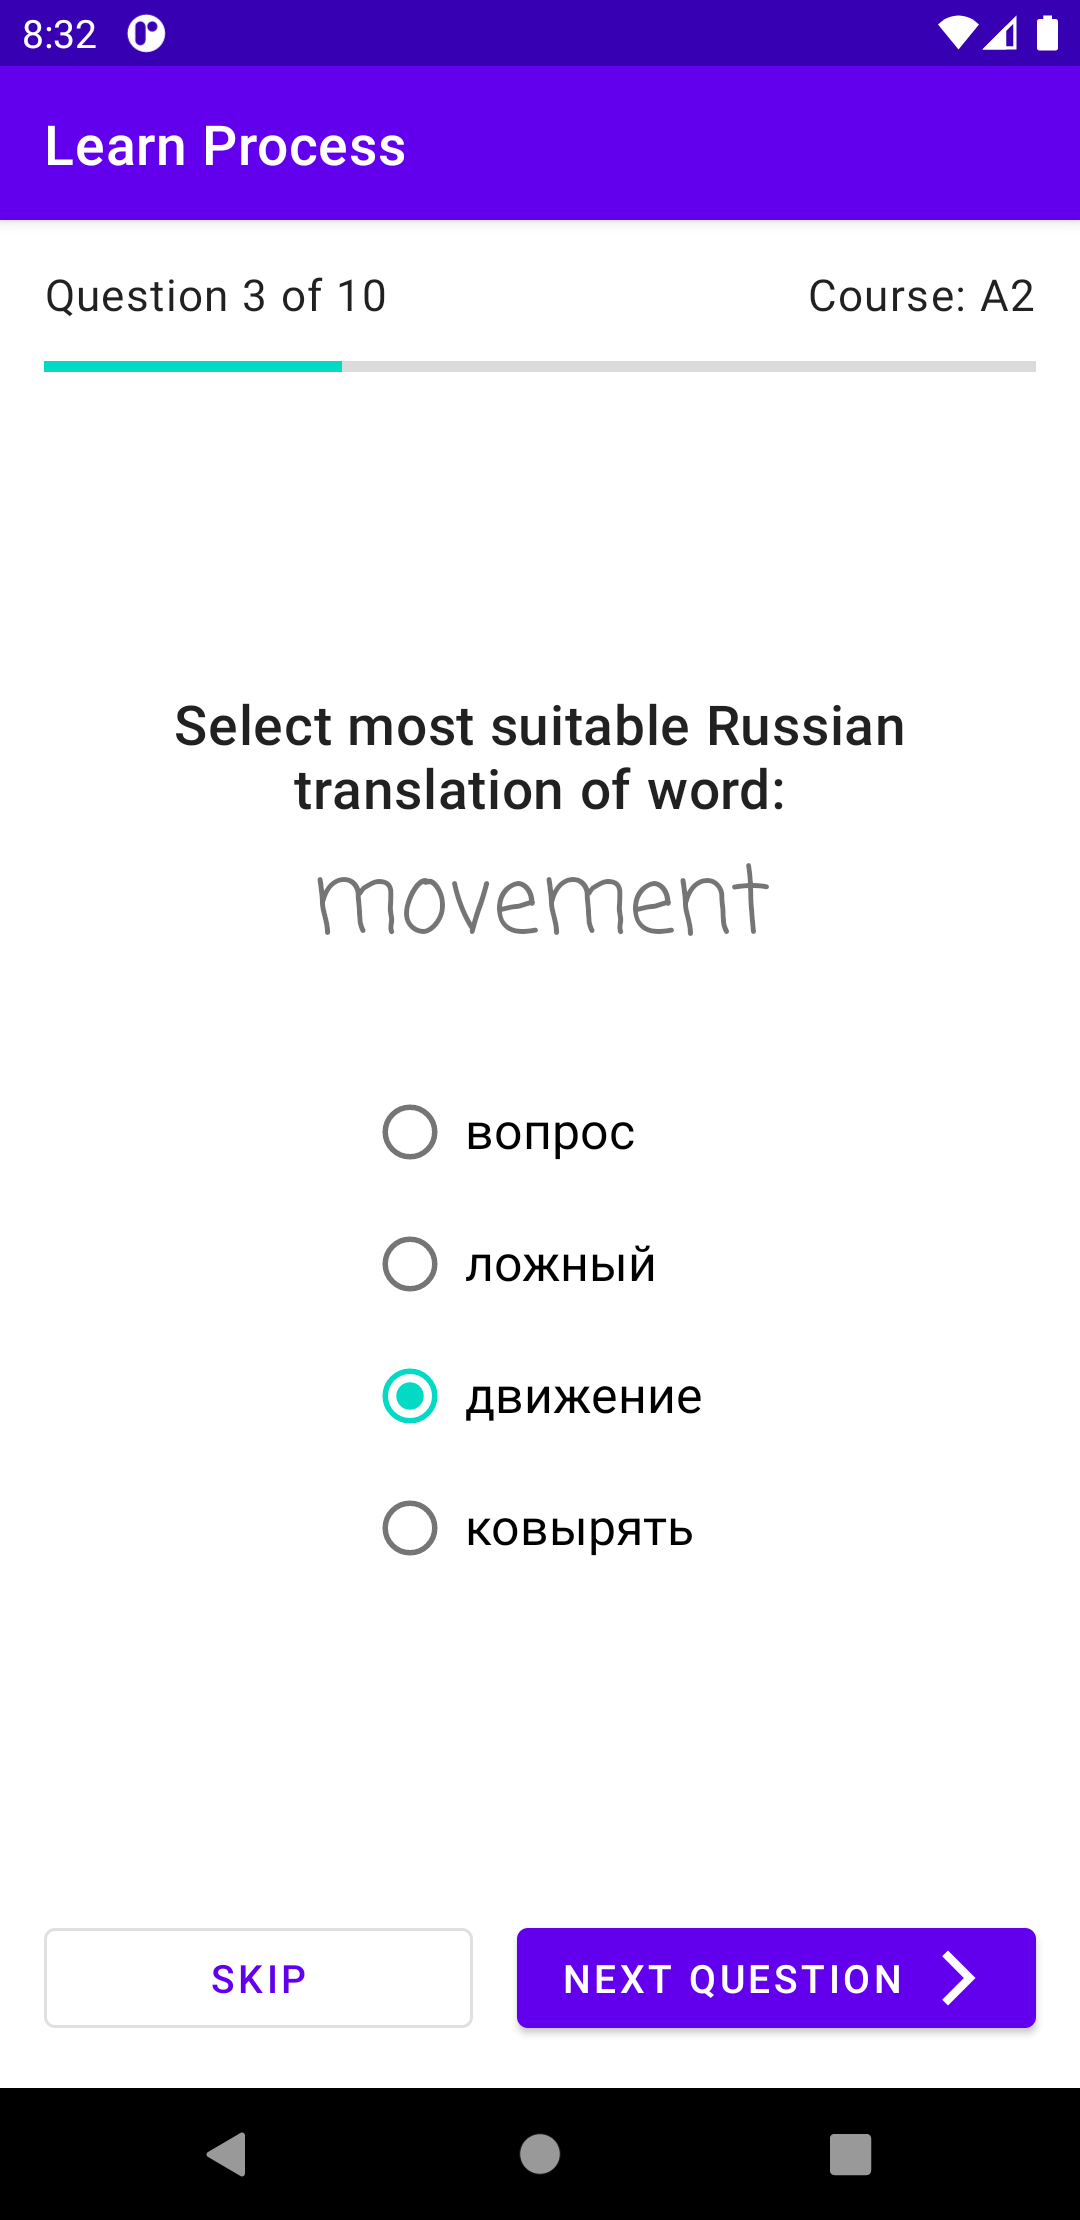 8:32
Learn Process
Question 3 of 10 Course: A2
Select most suitable Russian
translation of word:
movement
вопрос
ложный
движение
ковырять
SKIP NEXT QUESTION